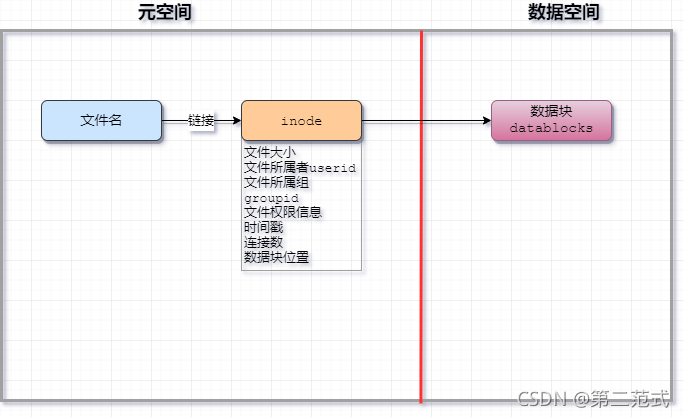 元空间
数据空间
文件名
链接
inode
数据块
datablocks
文件大小
文件所属者userid
文件所属组
groupid
文件权限信息
时间戳
连接数
数据块位置
CSDN @第二范式